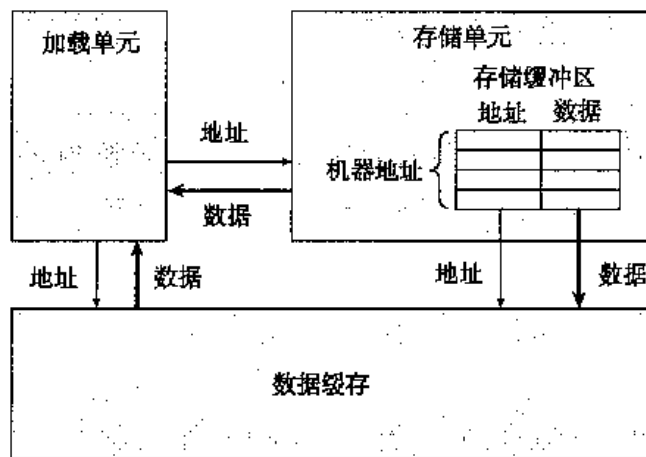 加载单元
存储单元
存储缓冲区
地址 数据
地址
机器地址
数据
地址 数据
地址 数据
数据缓存